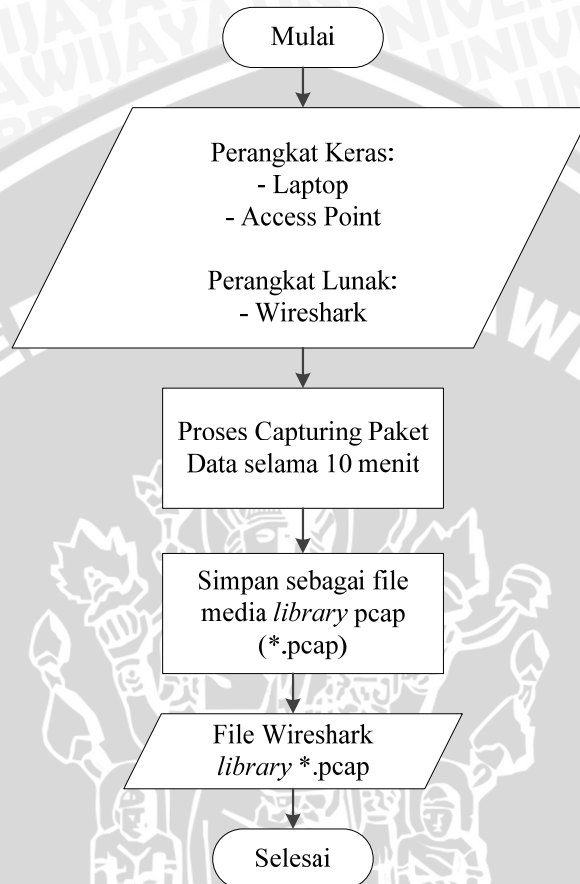 Mulai
Perangkat Keras:
- Laptop
- Access Point
Perangkat Lunak:
- Wireshark
Proses Capturing Paket
Data selama 10 menit
Simpan sebagai file
media library pcap
(*.pcap)
File Wireshark
library *.pcap
Selesai